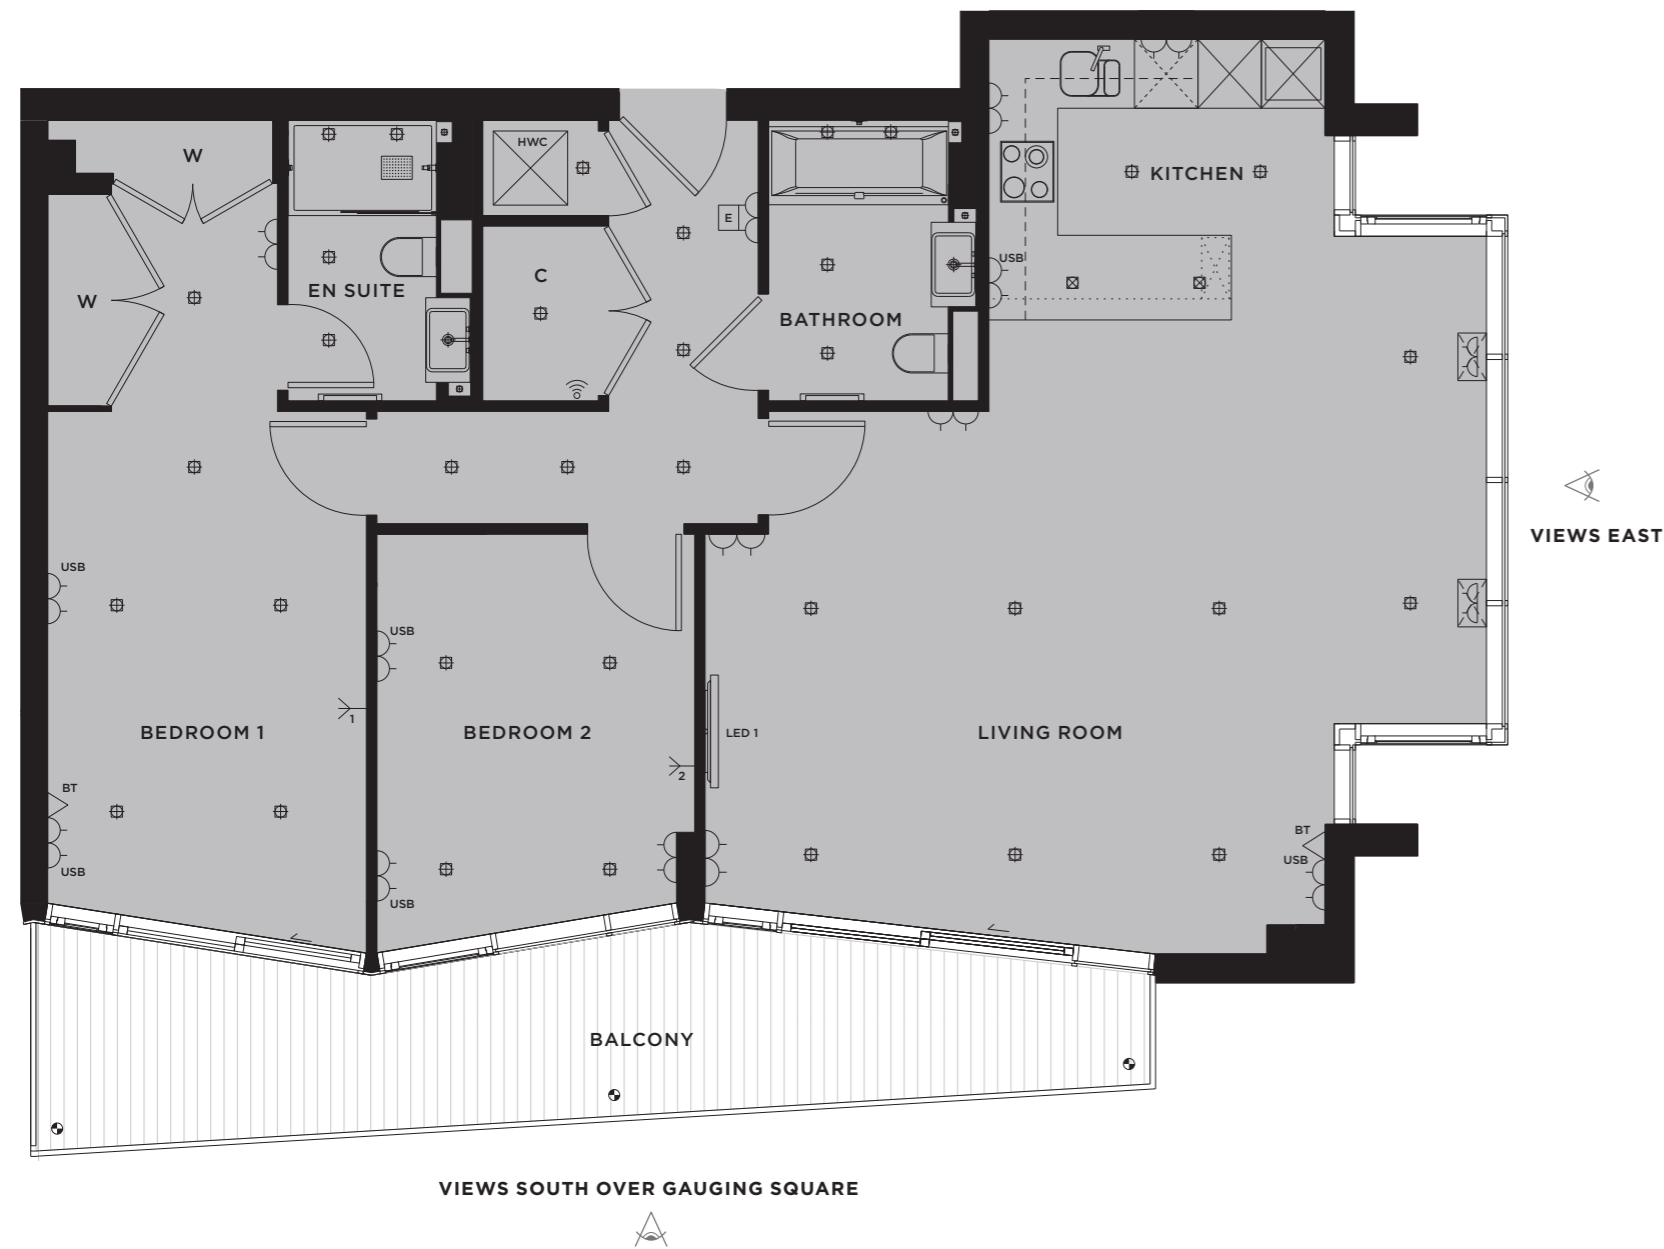 W
HWC
KITCHEN
E
USB
C
EN SUITE
W
BATHROOM
VIEWS EAST
USB
USB
BEDROOM 1
1
BEDROOM 2
2
LED 1
LIVING ROOM
BT
USB
USB
BT
USB
BALCONY
VIEWS SOUTH OVER GAUGING SQUARE